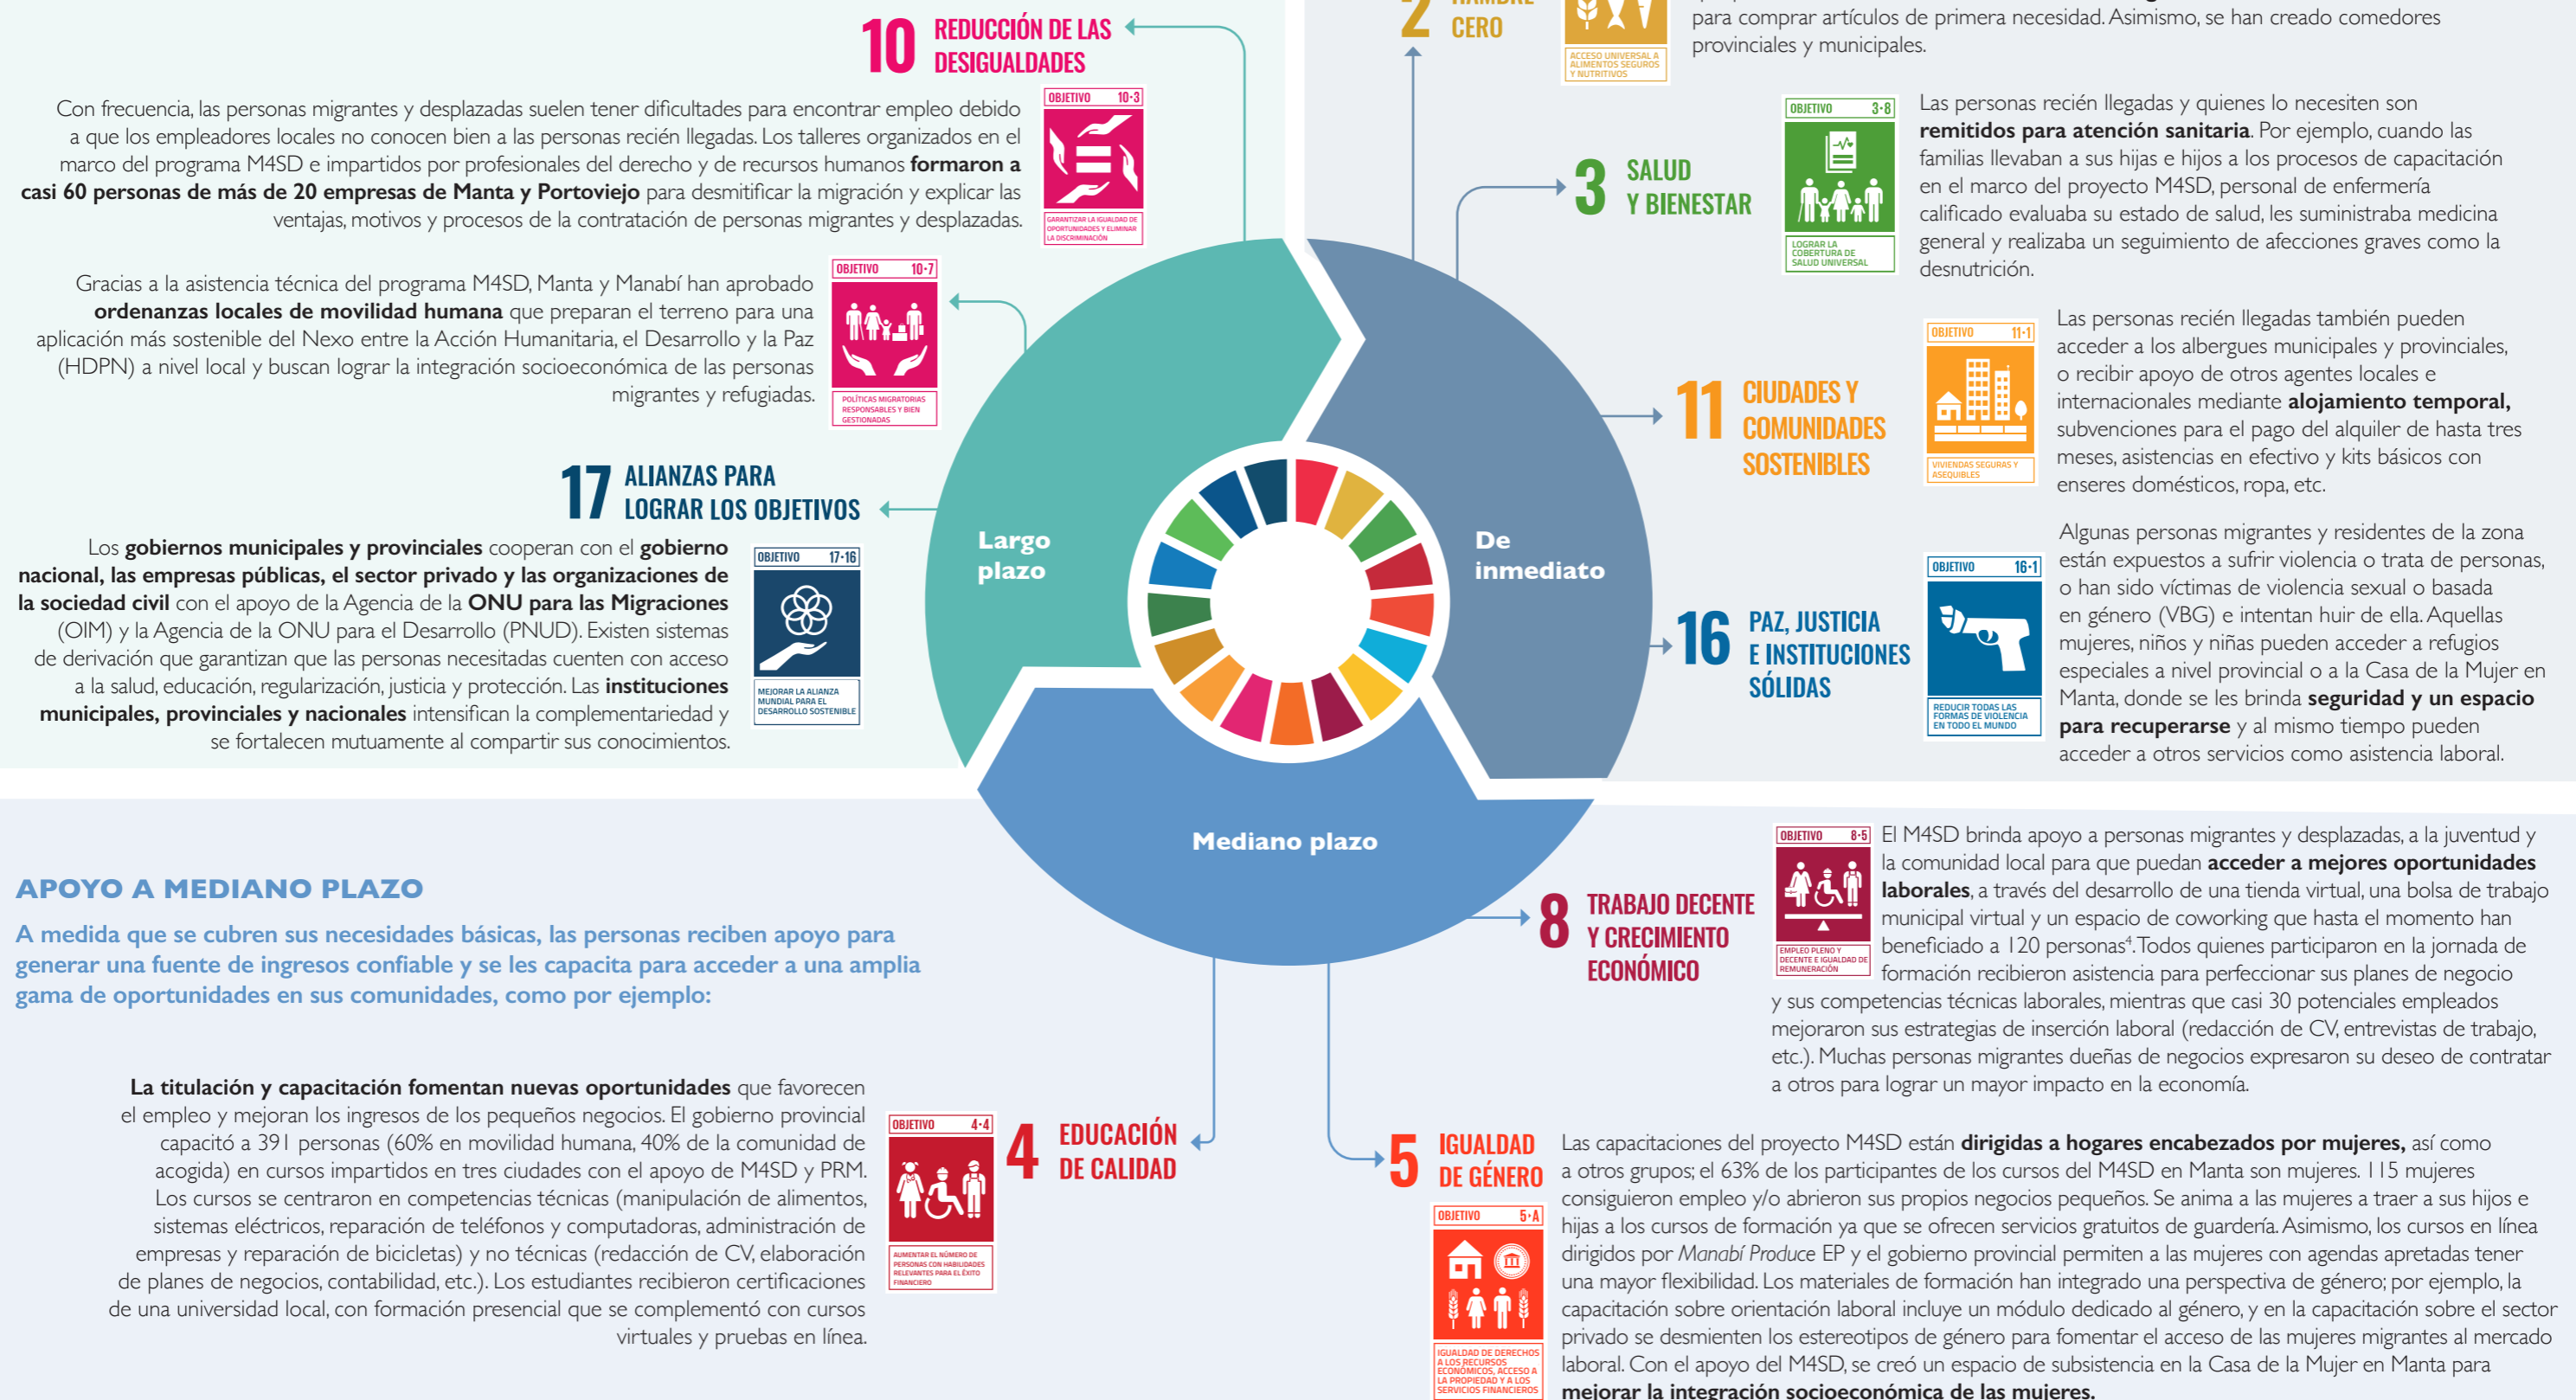 10 REDUCCIÓN DE LAS
DESIGUALDADES
Con frecuencia, las personas migrantes y desplazadas suelen tener dificultades para encontrar empleo debido
a que los empleadores locales no conocen bien a las personas recién llegadas. Los talleres organizados en el
marco del programa M4SD e impartidos por profesionales del derecho y de recursos humanos formaron a
casi 60 personas de más de 20 empresas de Manta y Portoviejo para desmitificar la migración y explicar las
ventajas, motivos y procesos de la contratación de personas migrantes y desplazadas.
OBJETIVO 10·3
GARANTIZAR LA IGUALDAD DE
OPORTUNIDADES Y ELIMINAR
LA DISCRIMINACIÓN
Gracias a la asistencia técnica del programa M4SD, Manta y Manabí han aprobado
ordenanzas locales de movilidad humana que preparan el terreno para una
aplicación más sostenible del Nexo entre la Acción Humanitaria, el Desarrollo y la Paz
(HDPN) a nivel local y buscan lograr la integración socioeconómica de las personas
migrantes y refugiadas.
OBJETIVO 10·7
POLÍTICAS MIGRATORIAS
RESPONSABLES Y BIEN
GESTIONADAS
17 ALIANZAS PARA
LOGRAR LOS OBJETIVOS
Los gobiernos municipales y provinciales cooperan con el gobierno
nacional, las empresas públicas, el sector privado y las organizaciones de
la sociedad civil con el apoyo de la Agencia de la ONU para las Migraciones
(OIM) y la Agencia de la ONU para el Desarrollo (PNUD). Existen sistemas
de derivación que garantizan que las personas necesitadas cuenten con acceso
a la salud, educación, regularización, justicia y protección. Las instituciones
municipales, provinciales y nacionales intensifican la complementariedad y
se fortalecen mutuamente al compartir sus conocimientos.
OBJETIVO 17·16
MEJORAR LA ALIANZA
MUNDIAL PARA EL
DESARROLLO SOSTENIBLE
Largo
plazo
De
inmediato
Mediano plazo
2 HAMBRE
CERO
ACCESO UNIVERSAL A
ALIMENTOS SEGUROS
Y NUTRITIVOS
para comprar artículos de primera necesidad. Asimismo, se han creado comedores
provinciales y municipales.
3 SALUD
Y BIENESTAR
OBJETIVO 3·8
LOGRAR LA
COBERTURA DE
SALUD UNIVERSAL
Las personas recién llegadas y quienes lo necesiten son
remitidos para atención sanitaria. Por ejemplo, cuando las
familias llevaban a sus hijas e hijos a los procesos de capacitación
en el marco del proyecto M4SD, personal de enfermería
calificado evaluaba su estado de salud, les suministraba medicina
general y realizaba un seguimiento de afecciones graves como la
desnutrición.
11 CIUDADES Y
COMUNIDADES
SOSTENIBLES
OBJETIVO 11·1
VIVIENDAS SEGURAS Y
ASEQUIBLES
Las personas recién llegadas también pueden
acceder a los albergues municipales y provinciales,
o recibir apoyo de otros agentes locales e
internacionales mediante alojamiento temporal,
subvenciones para el pago del alquiler de hasta tres
meses, asistencias en efectivo y kits básicos con
enseres domésticos, ropa, etc.
16 PAZ, JUSTICIA
E INSTITUCIONES
SÓLIDAS
OBJETIVO 16·1
REDUCIR TODAS LAS
FORMAS DE VIOLENCIA
EN TODO EL MUNDO
Algunas personas migrantes y residentes de la zona
están expuestos a sufrir violencia o trata de personas,
o han sido víctimas de violencia sexual o basada
en género (VBG) e intentan huir de ella. Aquellas
mujeres, niños y niñas pueden acceder a refugios
especiales a nivel provincial o a la Casa de la Mujer en
Manta, donde se les brinda seguridad y un espacio
para recuperarse y al mismo tiempo pueden
acceder a otros servicios como asistencia laboral.
APOYO A MEDIANO PLAZO
A medida que se cubren sus necesidades básicas, las personas reciben apoyo para
generar una fuente de ingresos confiable y se les capacita para acceder a una amplia
gama de oportunidades en sus comunidades, como por ejemplo:
8 TRABAJO DECENTE
Y CRECIMIENTO
ECONÓMICO
OBJETIVO 8·5
EMPLEO PLENO Y
DECENTE E IGUALDAD DE
REMUNERACIÓN
El M4SD brinda apoyo a personas migrantes y desplazadas, a la juventud y
la comunidad local para que puedan acceder a mejores oportunidades
laborales, a través del desarrollo de una tienda virtual, una bolsa de trabajo
municipal virtual y un espacio de coworking que hasta el momento han
beneficiado a 120 personas⁴. Todos quienes participaron en la jornada de
formación recibieron asistencia para perfeccionar sus planes de negocio
y sus competencias técnicas laborales, mientras que casi 30 potenciales empleados
mejoraron sus estrategias de inserción laboral (redacción de CV, entrevistas de trabajo,
etc.). Muchas personas migrantes dueñas de negocios expresaron su deseo de contratar
a otros para lograr un mayor impacto en la economía.
La titulación y capacitación fomentan nuevas oportunidades que favorecen
el empleo y mejoran los ingresos de los pequeños negocios. El gobierno provincial
capacitó a 391 personas (60% en movilidad humana, 40% de la comunidad de
acogida) en cursos impartidos en tres ciudades con el apoyo de M4SD y PRM.
Los cursos se centraron en competencias técnicas (manipulación de alimentos,
sistemas eléctricos, reparación de teléfonos y computadoras, administración de
empresas y reparación de bicicletas) y no técnicas (redacción de CV, elaboración
de planes de negocios, contabilidad, etc.). Los estudiantes recibieron certificaciones
de una universidad local, con formación presencial que se complementó con cursos
virtuales y pruebas en línea.
OBJETIVO 4·4
AUMENTAR EL NÚMERO DE
PERSONAS CON HABILIDADES
RELEVANTES PARA EL ÉXITO
FINANCIERO
4 EDUCACIÓN
DE CALIDAD
5 IGUALDAD
DE GÉNERO
OBJETIVO 5·A
IGUALDAD DE DERECHOS
A LOS RECURSOS
ECONÓMICOS, ACCESO A
LA PROPIEDAD Y A LOS
SERVICIOS FINANCIEROS
Las capacitaciones del proyecto M4SD están dirigidas a hogares encabezados por mujeres, así como
a otros grupos; el 63% de los participantes de los cursos del M4SD en Manta son mujeres. 115 mujeres
consiguieron empleo y/o abrieron sus propios negocios pequeños. Se anima a las mujeres a traer a sus hijos e
hijas a los cursos de formación ya que se ofrecen servicios gratuitos de guardería. Asimismo, los cursos en línea
dirigidos por Manabí Produce EP y el gobierno provincial permiten a las mujeres con agendas apretadas tener
una mayor flexibilidad. Los materiales de formación han integrado una perspectiva de género; por ejemplo, la
capacitación sobre orientación laboral incluye un módulo dedicado al género, y en la capacitación sobre el sector
privado se desmienten los estereotipos de género para fomentar el acceso de las mujeres migrantes al mercado
laboral. Con el apoyo del M4SD, se creó un espacio de subsistencia en la Casa de la Mujer en Manta para
mejorar la integración socioeconómica de las mujeres.